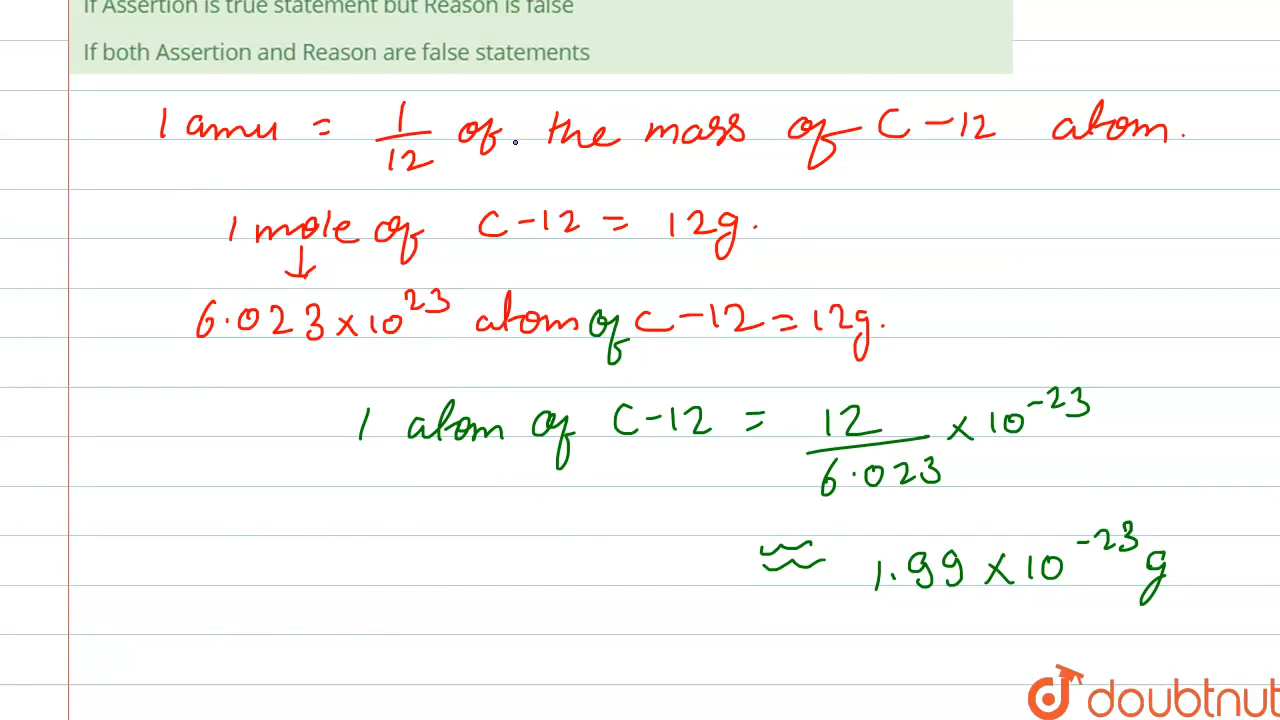 If Assertion is true statement but Reason is false
If both Assertion and Reason are false statements
1 amu = 1/12 of the mass of C-12 atom.
1 mole of C-12 = 12g.
↓
6.023×10²³ atom of C-12 = 12g.
1 atom of C-12 = 12/6.023 × 10⁻²³
≈ 1.99 × 10⁻²³ g
doubtnut